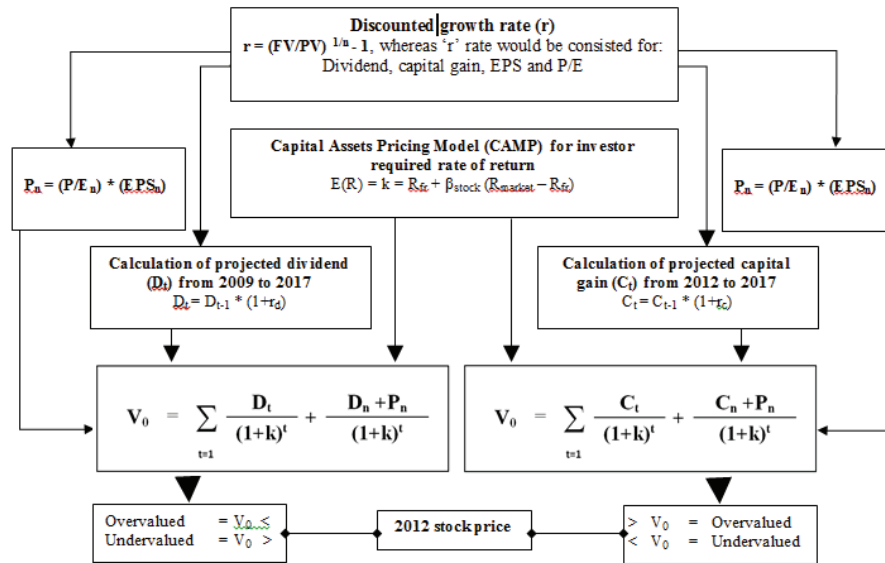 Discounted growth rate (r)
r = (FV/PV) 1/n - 1, whereas ‘r’ rate would be consisted for:
Dividend, capital gain, EPS and P/E
Capital Assets Pricing Model (CAMP) for investor
required rate of return
E(R) = k = Rfr + βstock (Rmarket – Rfr)
Pn = (P/En) * (EPSn)
Pn = (P/En) * (EPSn)
Calculation of projected dividend
(Dt) from 2009 to 2017
Dt = Dt-1 * (1+rd)
Calculation of projected capital
gain (Ct) from 2012 to 2017
Ct = Ct-1 * (1+rc)
V0 = ∑t=1 Dt/(1+k)t + Dn +Pn/(1+k)t
V0 = ∑t=1 Ct/(1+k)t + Cn +Pn/(1+k)t
Overvalued = V0 <
Undervalued = V0 >
2012 stock price
> V0 = Overvalued
< V0 = Undervalued